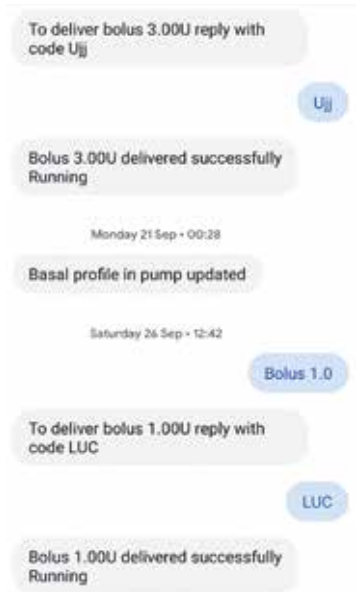 To deliver bolus 3.00U reply with
code Ujj
Ujj
Bolus 3.00U delivered successfully
Running
Monday 21 Sep • 00:28
Basal profile in pump updated
Saturday 26 Sep • 12:42
Bolus 1.0
To deliver bolus 1.00U reply with
code LUC
LUC
Bolus 1.00U delivered successfully
Running